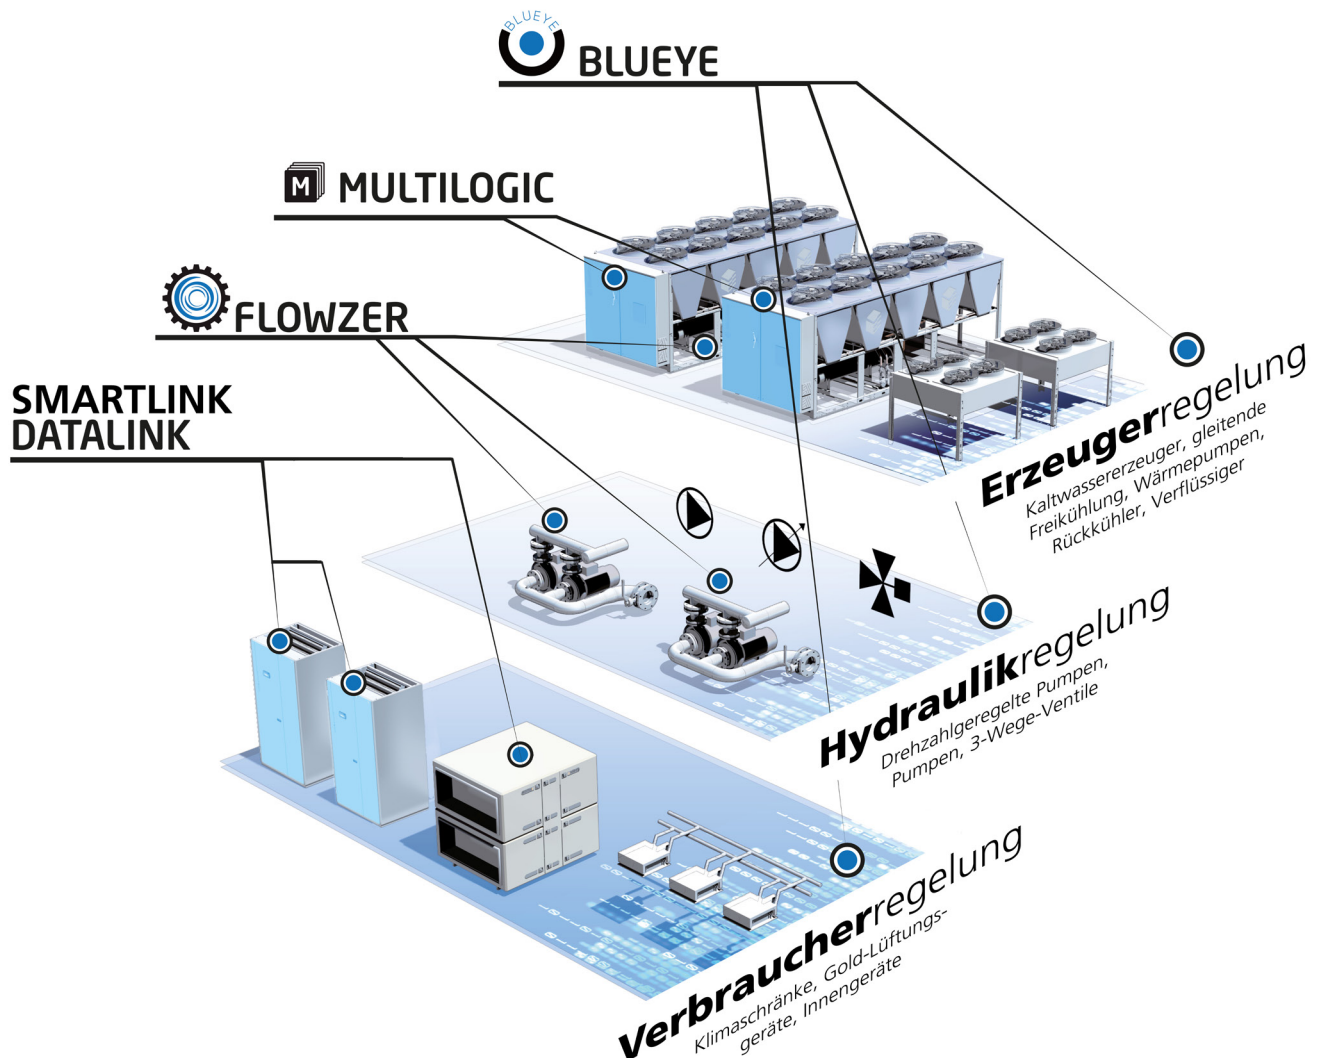 BLUEYE
BLUEYE
M MULTILOGIC
FLOWZER
SMARTLINK
DATALINK
Erzeugerregelung
Kaltwassererzeuger, gleitende
Freikühlung, Wärmepumpen,
Rückkühler, Verflüssiger
Hydraulikregelung
Drehzahlgeregelte Pumpen,
Pumpen, 3-Wege-Ventile
Verbraucherregelung
Klimaschränke, Gold-Lüftungs-
geräte, Innengeräte